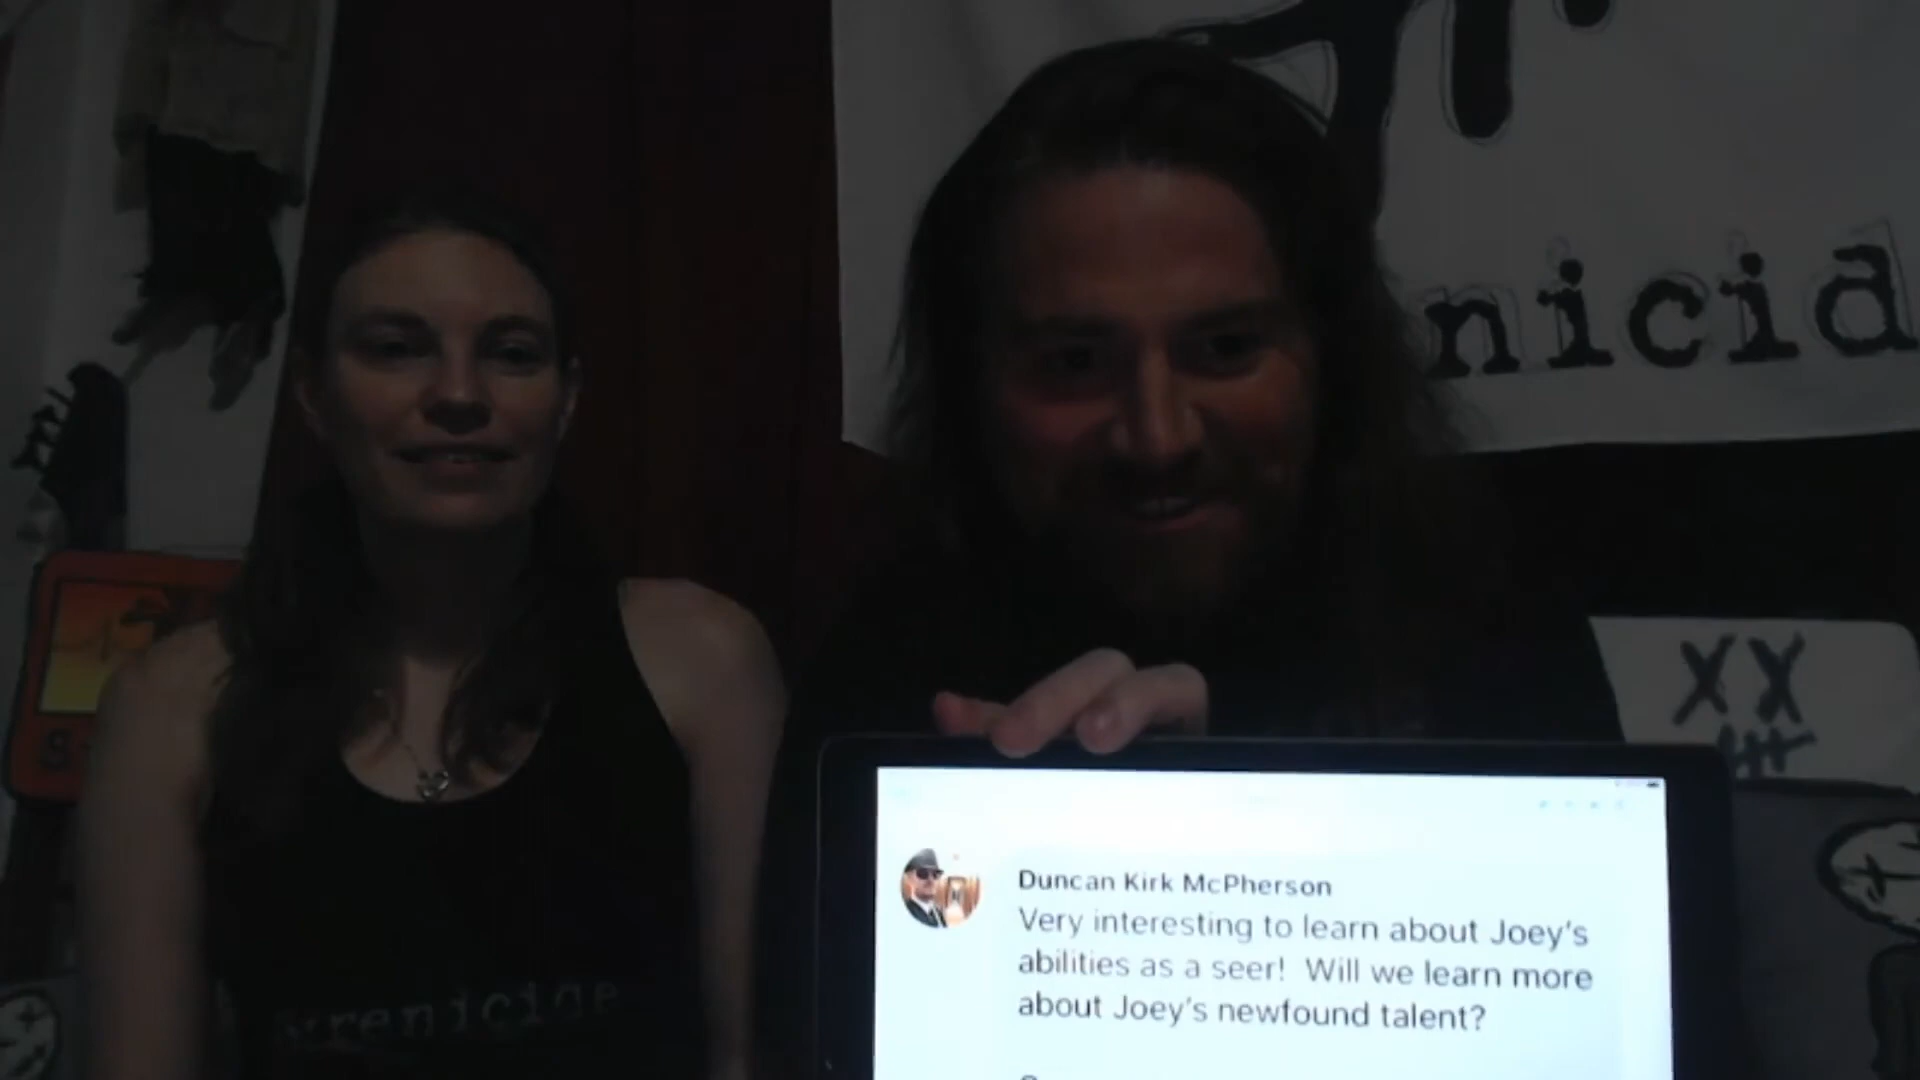 nicid
XX
Duncan Kirk McPherson
Very interesting to learn about Joey's
abilities as a seer!  Will we learn more
about Joey's newfound talent?